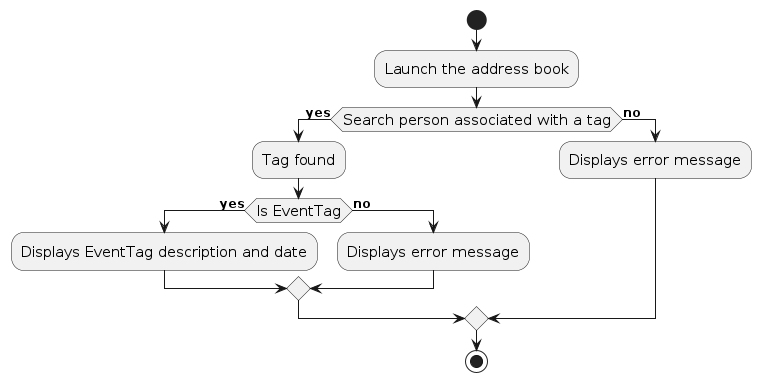 Launch the address book
yes
Search person associated with a tag
no
Tag found
Displays error message
yes
Is EventTag
no
Displays EventTag description and date
Displays error message